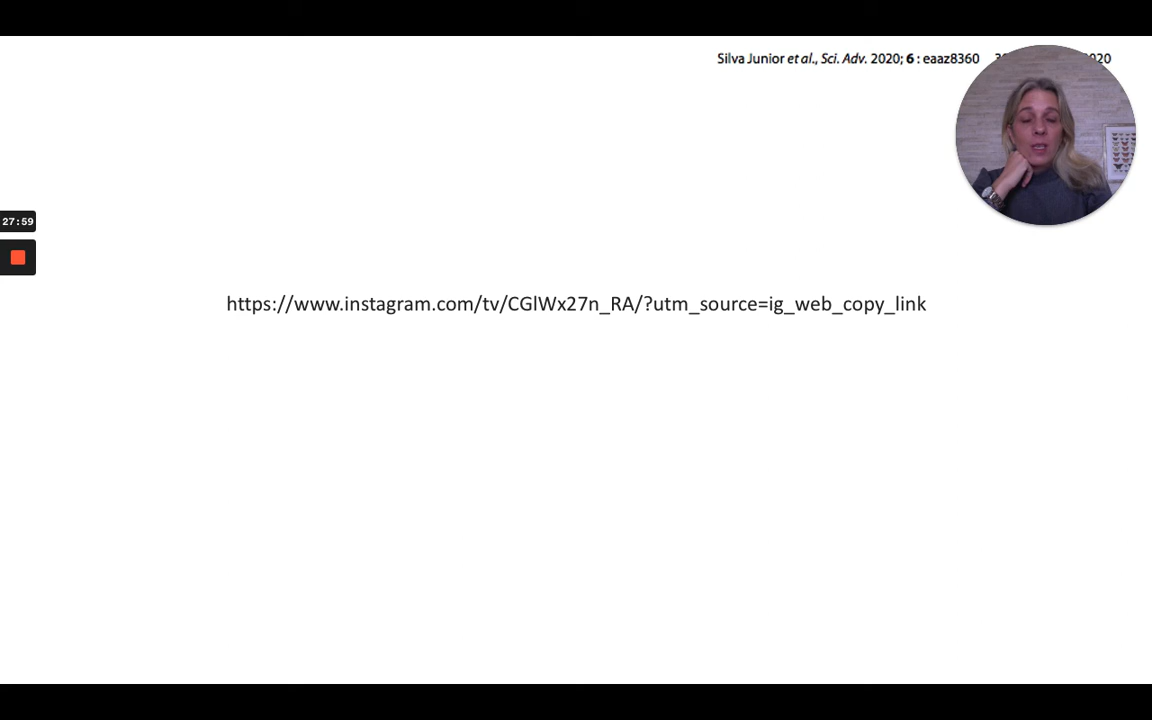 Silva Junior et al., Sci. Adv. 2020; 6 : eaaz8360
27:59
https://www.instagram.com/tv/CGlWx27n_RA/?utm_source=ig_web_copy_link